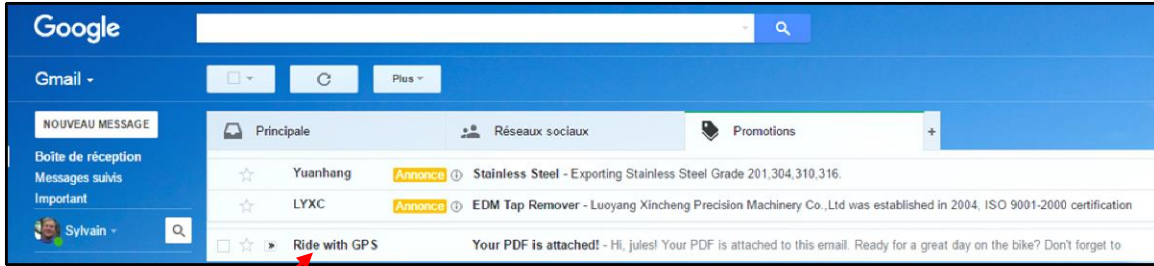 Google
Gmail
Plus
NOUVEAU MESSAGE
Principale
Réseaux sociaux
Promotions
+
Boîte de réception
Messages suivis
Important
Sylvain
Yuanhang Annonce Stainless Steel - Exporting Stainless Steel Grade 201,304,310,316.
LYXC Annonce EDM Tap Remover - Luoyang Xincheng Precision Machinery Co.,Ltd was established in 2004, ISO 9001-2000 certification
Ride with GPS Your PDF is attached! - Hi, jules! Your PDF is attached to this email. Ready for a great day on the bike? Don't forget to